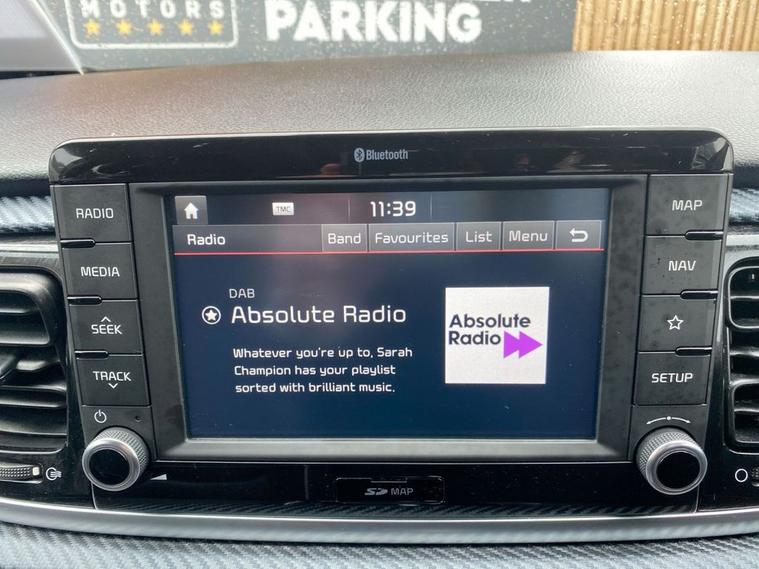 MOTORS
PARKING
Bluetooth
RADIO
MEDIA
SEEK
TRACK
TMC
11:39
Radio
Band
Favourites
List
Menu
DAB
Absolute Radio
Whatever you're up to, Sarah
Champion has your playlist
sorted with brilliant music.
Absolute
Radio
MAP
NAV
SETUP
SD MAP